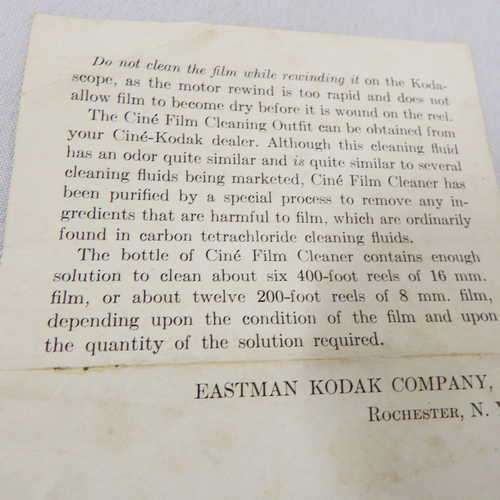 Do not clean the film while rewinding it on the Koda-
scope, as the motor rewind is too rapid and does not
allow film to become dry before it is wound on the reel.
The Ciné Film Cleaning Outfit can be obtained from
your Ciné-Kodak dealer. Although this cleaning fluid
has an odor quite similar and is quite similar to several
cleaning fluids being marketed, Ciné Film Cleaner has
been purified by a special process to remove any in-
gredients that are harmful to film, which are ordinarily
found in carbon tetrachloride cleaning fluids.
The bottle of Ciné Film Cleaner contains enough
solution to clean about six 400-foot reels of 16 mm.
film, or about twelve 200-foot reels of 8 mm. film,
depending upon the condition of the film and upon
the quantity of the solution required.
EASTMAN KODAK COMPANY,
ROCHESTER, N. Y